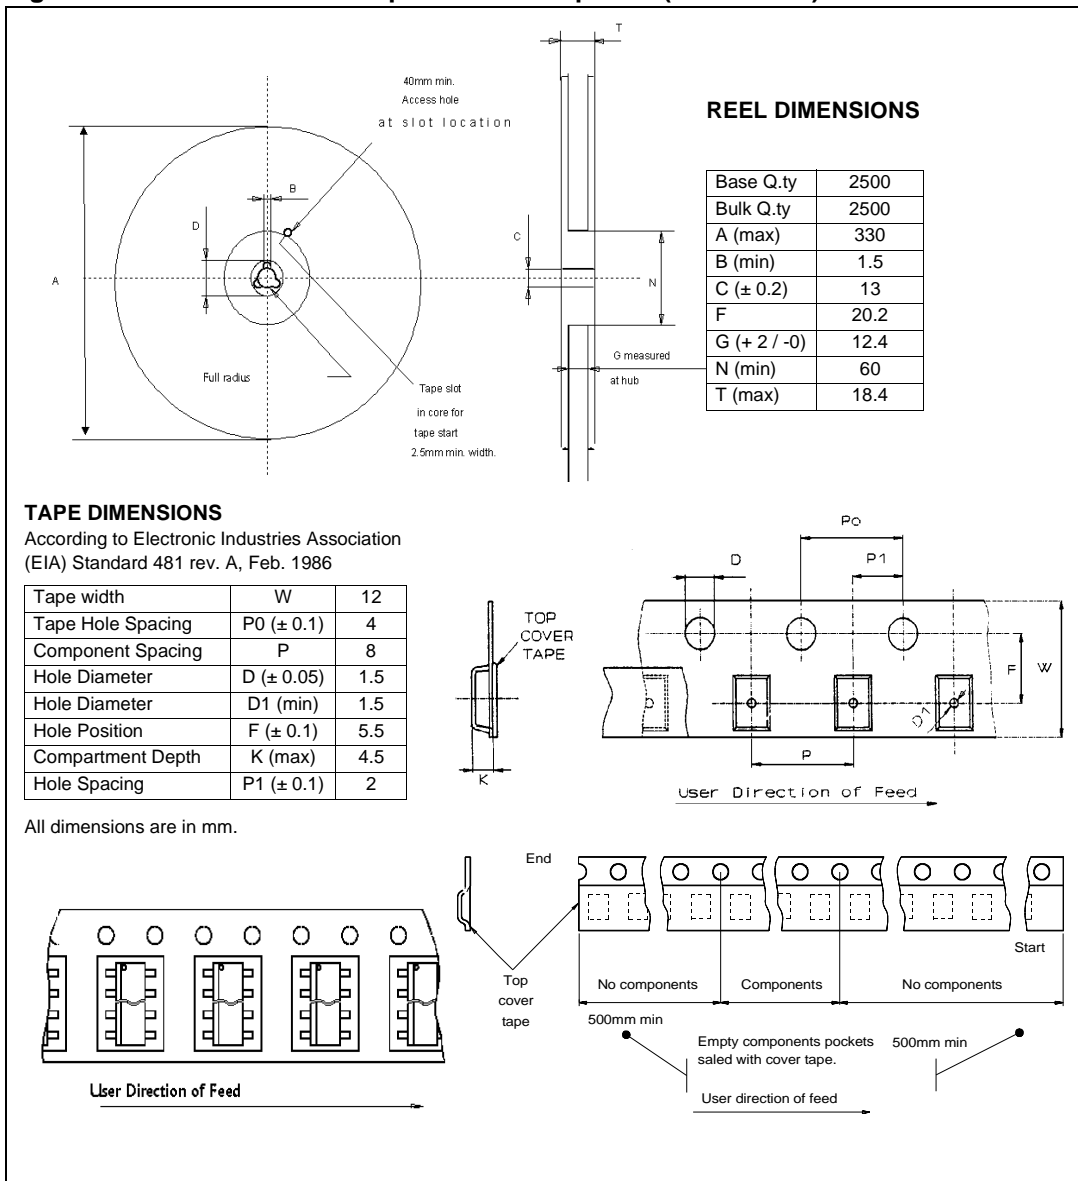 T
40mm min.
Access hole
at slot location
REEL DIMENSIONS
B
D
A
C
N
Base Q.ty 2500
Bulk Q.ty 2500
A (max) 330
B (min) 1.5
C (± 0.2) 13
F 20.2
G (+ 2 / -0) 12.4
N (min) 60
T (max) 18.4
G measured
at hub
Full radius
Tape slot
in core for
tape start
2.5mm min. width.
TAPE DIMENSIONS
According to Electronic Industries Association
(EIA) Standard 481 rev. A, Feb. 1986
Tape width W 12
Tape Hole Spacing P0 (± 0.1) 4
Component Spacing P 8
Hole Diameter D (± 0.05) 1.5
Hole Diameter D1 (min) 1.5
Hole Position F (± 0.1) 5.5
Compartment Depth K (max) 4.5
Hole Spacing P1 (± 0.1) 2
All dimensions are in mm.
Po
D
P1
TOP
COVER
TAPE
F
W
D1
P
K
User Direction of Feed
End
Start
Top
cover
tape
No components
Components
No components
500mm min
Empty components pockets
saled with cover tape.
500mm min
User direction of feed
User Direction of Feed